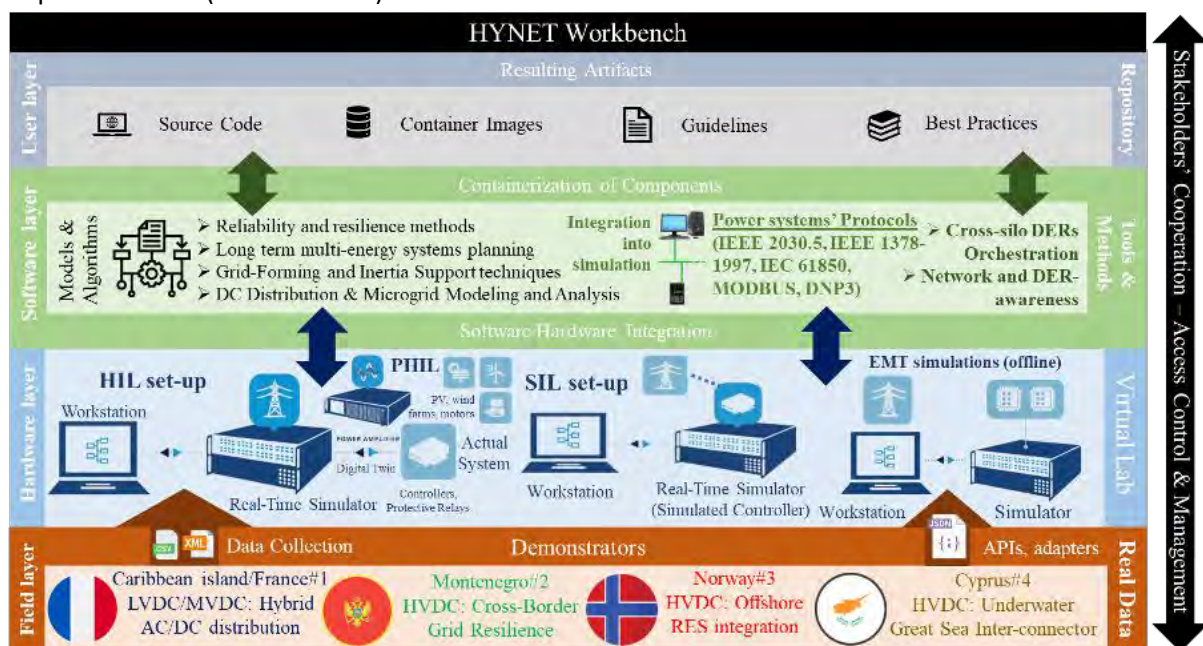 HYNET Workbench
User layer
Resulting Artifacts
Source Code
Container Images
Guidelines
Best Practices
Repository
Stakeholders' Cooperation – Access Control & Management
Software layer
Containerization of Components
Models &
Algorithms
➢ Reliability and resilience methods
➢ Long term multi-energy systems planning
➢ Grid-Forming and Inertia Support techniques
➢ DC Distribution & Microgrid Modeling and Analysis
Integration
into
simulation
Power systems' Protocols
(IEEE 2030.5, IEEE 1378-
1997, IEC 61850,
MODBUS, DNP3)
➢ Cross-silo DERs
Orchestration
➢ Network and DER-
awareness
Tools &
Methods
Software/Hardware Integration
Hardware layer
HIL set-up
Workstation
Real-Time Simulator
PHIL
PV, wind
farms, motors
POWER AMPLIFIER
Digital Twin
Actual
System
Controllers,
Protective Relays
SIL set-up
Workstation
Real-Time Simulator
(Simulated Controller)
EMT simulations (offline)
Workstation
Simulator
Virtual Lab
Field layer
CSV
XML
Data Collection
Demonstrators
JSON
{;}
APIs, adapters
Caribbean island/France#1
LVDC/MVDC: Hybrid
AC/DC distribution
Montenegro#2
HVDC: Cross-Border
Grid Resilience
Norway#3
HVDC: Offshore
RES integration
Cyprus#4
HVDC: Underwater
Great Sea Inter-connector
Real Data